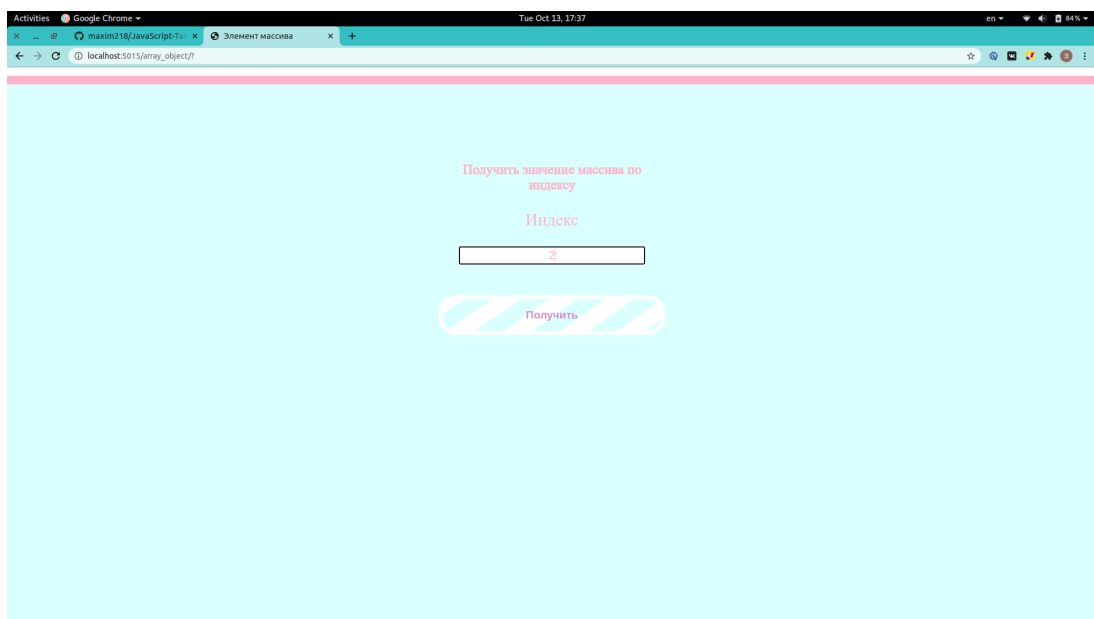 Activities Google Chrome Tue Oct 13, 17:37 en 84%
maxim218/JavaScript-Ta Элемент массива
localhost:5015/array_object/?
Получить значение массива по
индексу
Индекс
2
Получить